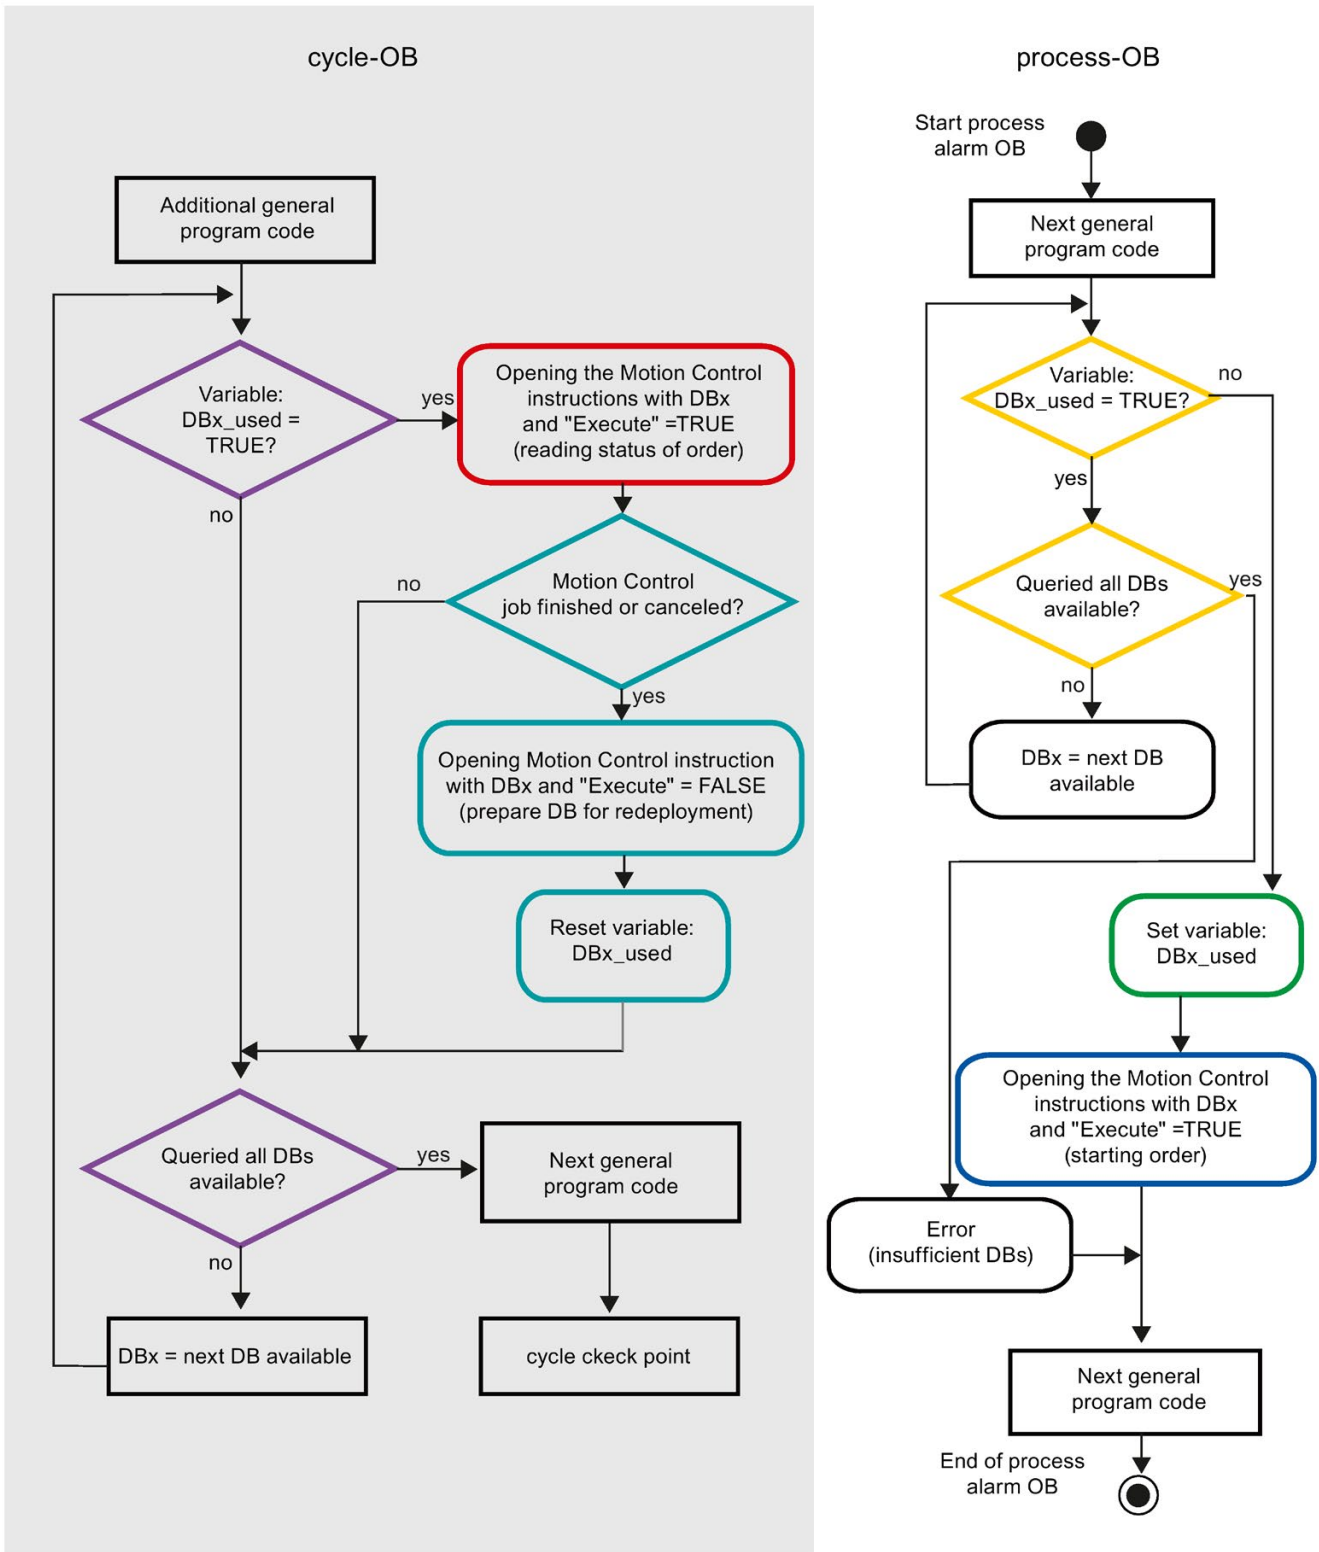 cycle-OB
Additional general
program code
Variable:
DBx_used =
TRUE?
yes
no
Opening the Motion Control
instructions with DBx
and "Execute" =TRUE
(reading status of order)
Motion Control
job finished or canceled?
no
yes
Opening Motion Control instruction
with DBx and "Execute" = FALSE
(prepare DB for redeployment)
Reset variable:
DBx_used
Queried all DBs
available?
yes
no
Next general
program code
DBx = next DB available
cycle ckeck point
process-OB
Start process
alarm OB
Next general
program code
Variable:
DBx_used = TRUE?
no
yes
Queried all DBs
available?
yes
no
DBx = next DB
available
Set variable:
DBx_used
Opening the Motion Control
instructions with DBx
and "Execute" =TRUE
(starting order)
Error
(insufficient DBs)
Next general
program code
End of process
alarm OB